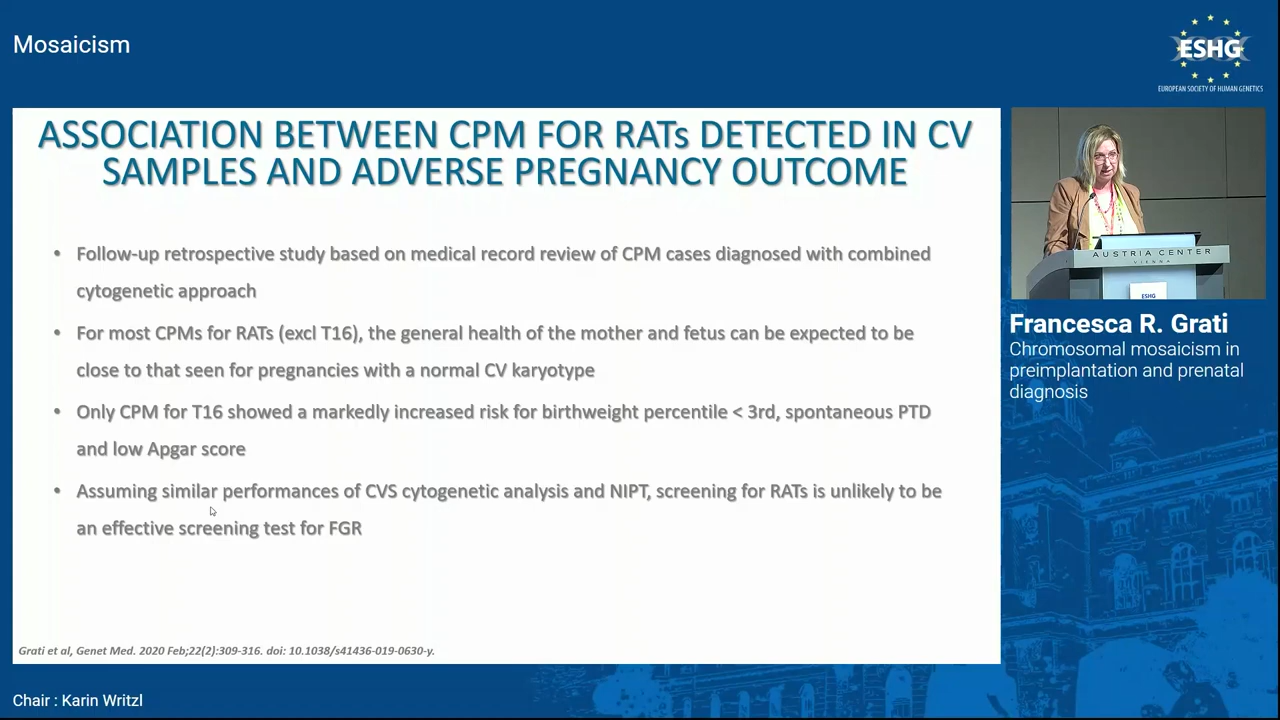 Mosaicism
ESHG
EUROPEAN SOCIETY OF HUMAN GENETICS
ASSOCIATION BETWEEN CPM FOR RATs DETECTED IN CV
SAMPLES AND ADVERSE PREGNANCY OUTCOME
• Follow-up retrospective study based on medical record review of CPM cases diagnosed with combined
cytogenetic approach
• For most CPMs for RATs (excl T16), the general health of the mother and fetus can be expected to be
close to that seen for pregnancies with a normal CV karyotype
• Only CPM for T16 showed a markedly increased risk for birthweight percentile < 3rd, spontaneous PTD
and low Apgar score
• Assuming similar performances of CVS cytogenetic analysis and NIPT, screening for RATs is unlikely to be
an effective screening test for FGR
Grati et al, Genet Med. 2020 Feb;22(2):309-316. doi: 10.1038/s41436-019-0630-y.
AUSTRIA CENTER
VIENNA
ESHG
Francesca R. Grati
Chromosomal mosaicism in
preimplantation and prenatal
diagnosis
Chair : Karin Writzl